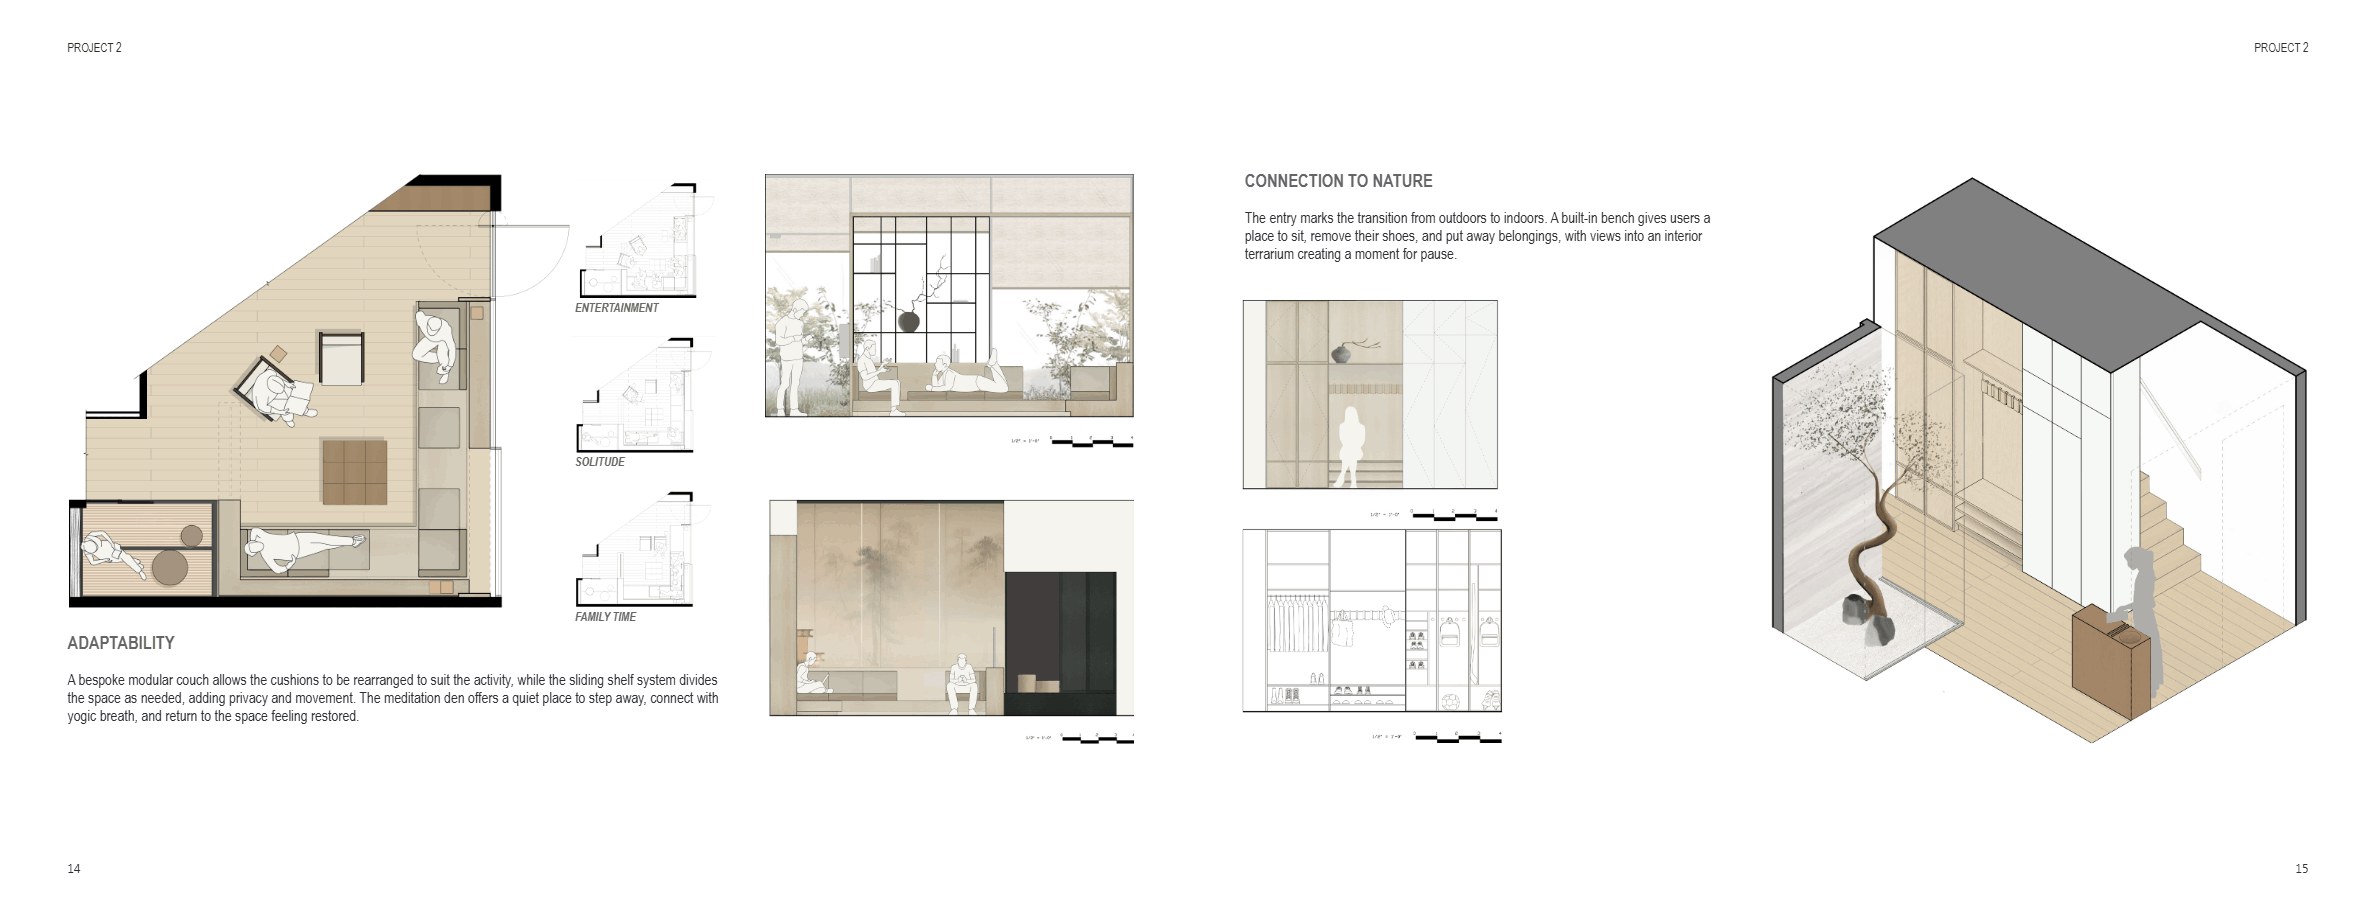 PROJECT 2
PROJECT 2
ENTERTAINMENT
SOLITUDE
FAMILY TIME
ADAPTABILITY
A bespoke modular couch allows the cushions to be rearranged to suit the activity, while the sliding shelf system divides
the space as needed, adding privacy and movement. The meditation den offers a quiet place to step away, connect with
yogic breath, and return to the space feeling restored.
CONNECTION TO NATURE
The entry marks the transition from outdoors to indoors. A built-in bench gives users a
place to sit, remove their shoes, and put away belongings, with views into an interior
terrarium creating a moment for pause.
14
15